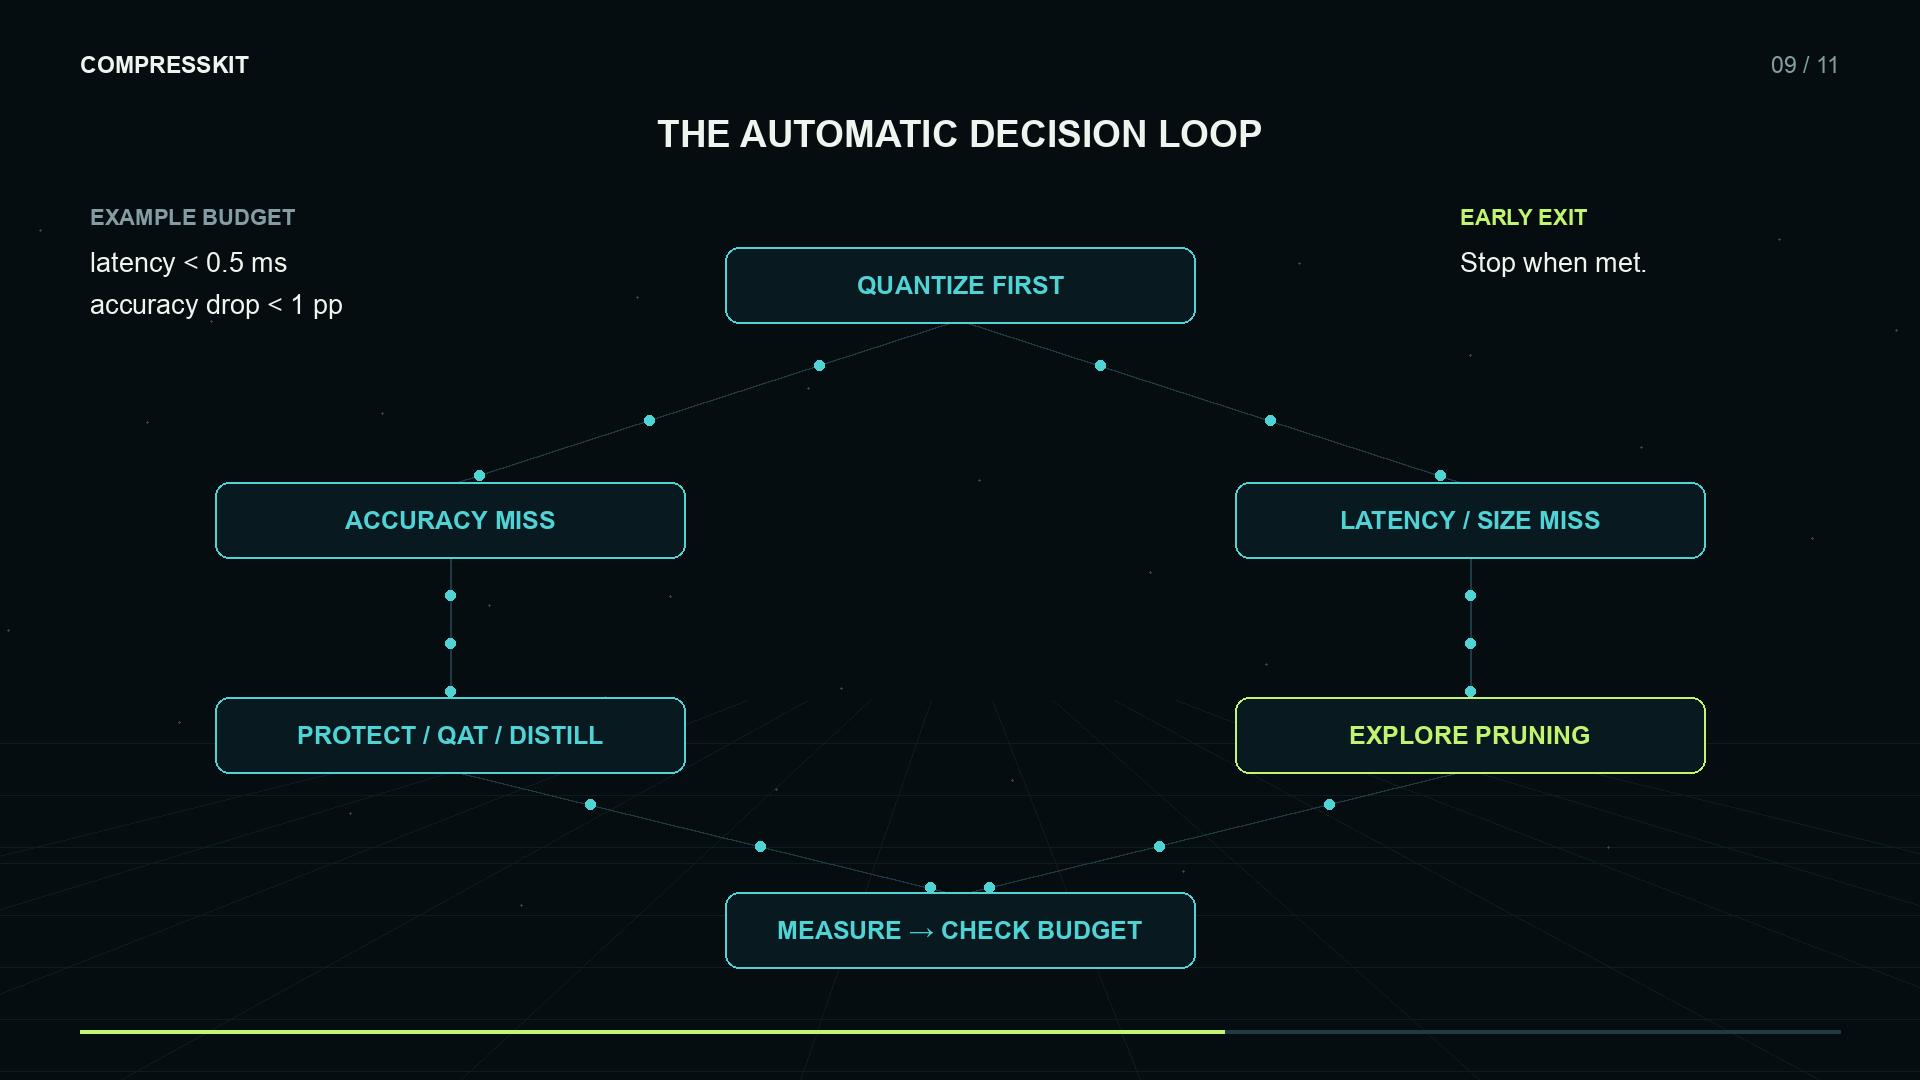 COMPRESSKIT
09 / 11
THE AUTOMATIC DECISION LOOP
EXAMPLE BUDGET
latency < 0.5 ms
accuracy drop < 1 pp
EARLY EXIT
Stop when met.
QUANTIZE FIRST
ACCURACY MISS
LATENCY / SIZE MISS
PROTECT / QAT / DISTILL
EXPLORE PRUNING
MEASURE → CHECK BUDGET